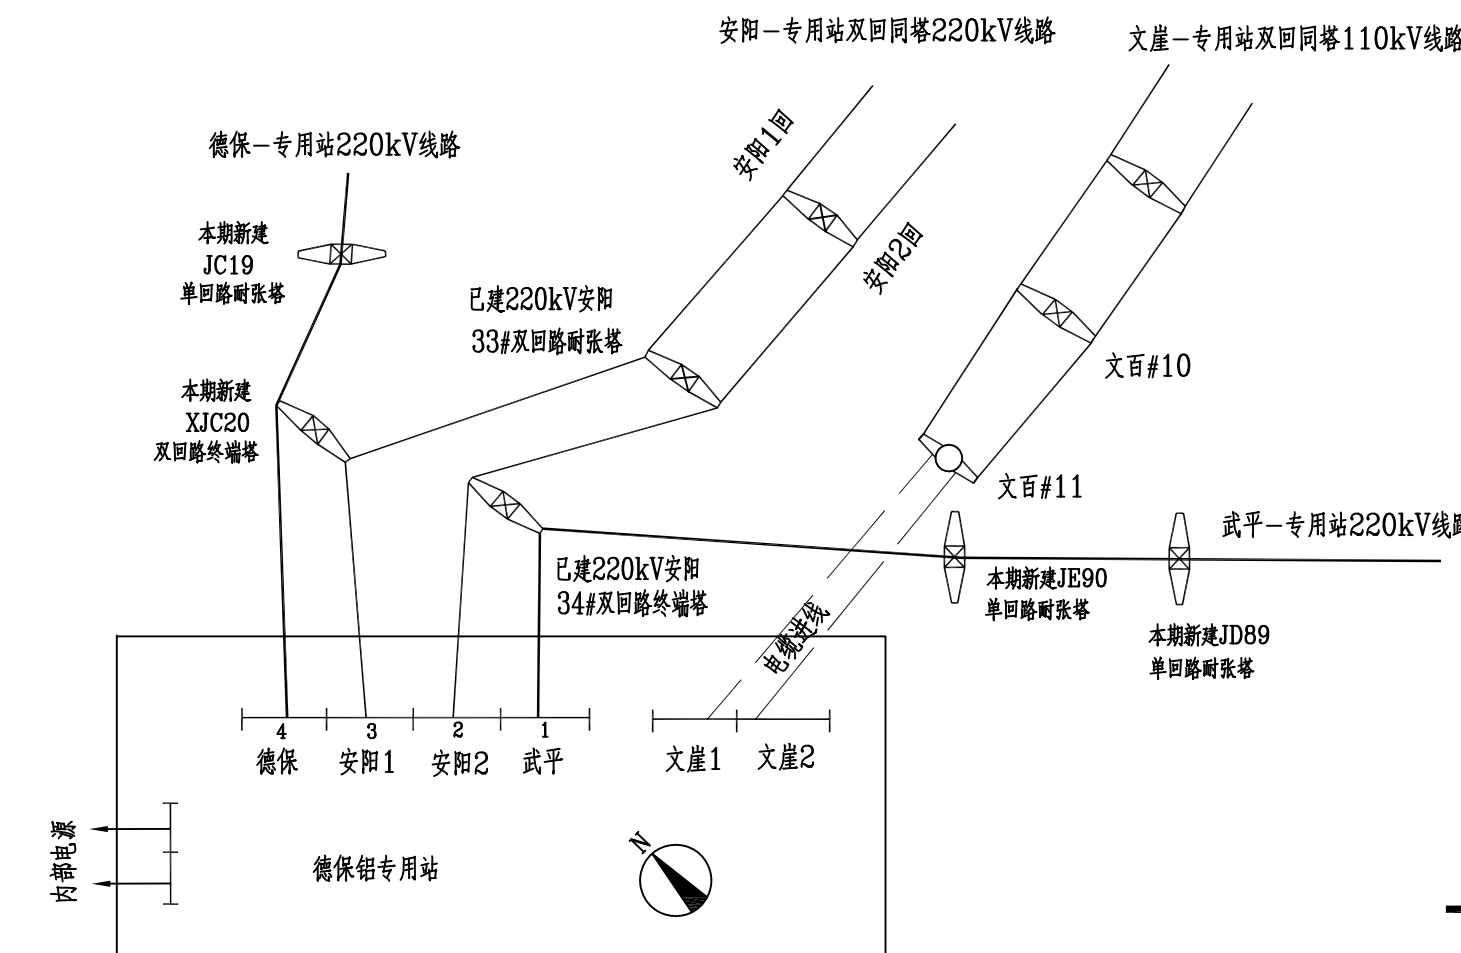 安阳－专用站双回同塔220kV线路
文崖－专用站双回同塔110kV线路
德保－专用站220kV线路
安阳1回
安阳2回
本期新建
JC19
单回路耐张塔
已建220kV安阳
33#双回路耐张塔
文百#10
本期新建
XJC20
双回路终端塔
文百#11
武平－专用站220kV线路
已建220kV安阳
34#双回路终端塔
本期新建JE90
单回路耐张塔
电缆进线
本期新建JD89
单回路耐张塔
4
3
2
1
德保
安阳1
安阳2
武平
文崖1
文崖2
内部电源
德保铝专用站
N